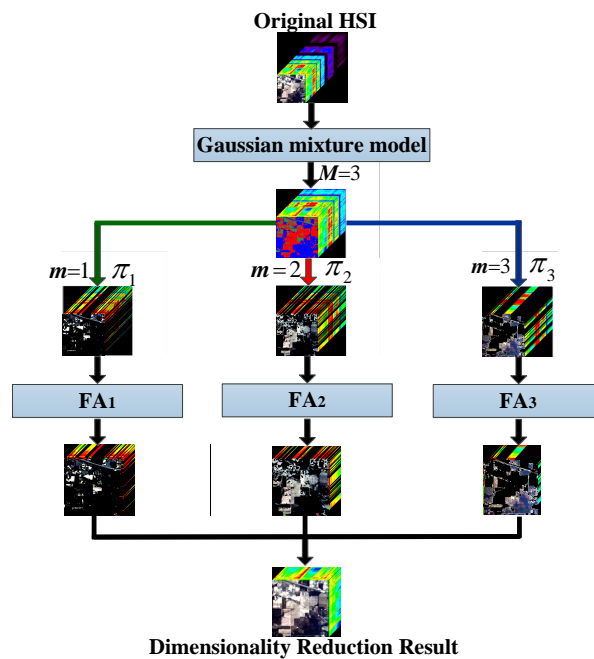 Original HSI
Gaussian mixture model
M=3
m=1 π1
m=2 π2
m=3 π3
FA1
FA2
FA3
Dimensionality Reduction Result